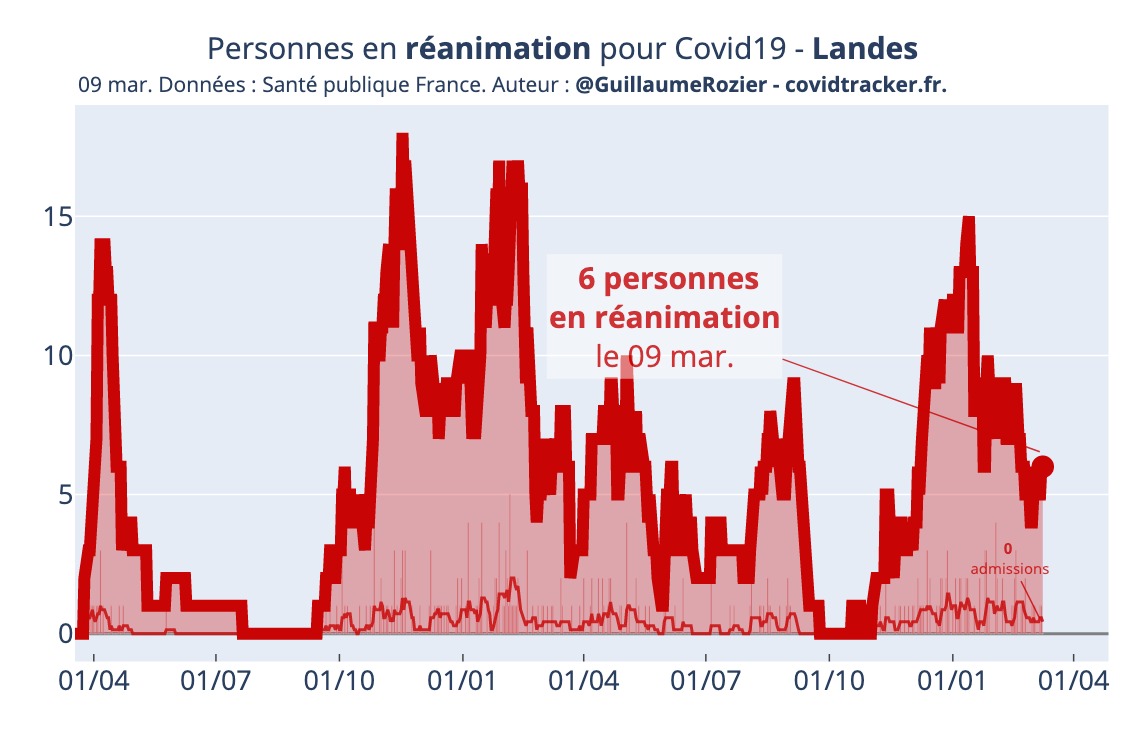 Personnes en réanimation pour Covid19 - Landes
09 mar. Données : Santé publique France. Auteur : @GuillaumeRozier - covidtracker.fr.
15
6 personnes
en réanimation
le 09 mar.
10
5
0
admissions
0
01/04 01/07 01/10 01/01 01/04 01/07 01/10 01/01 01/04